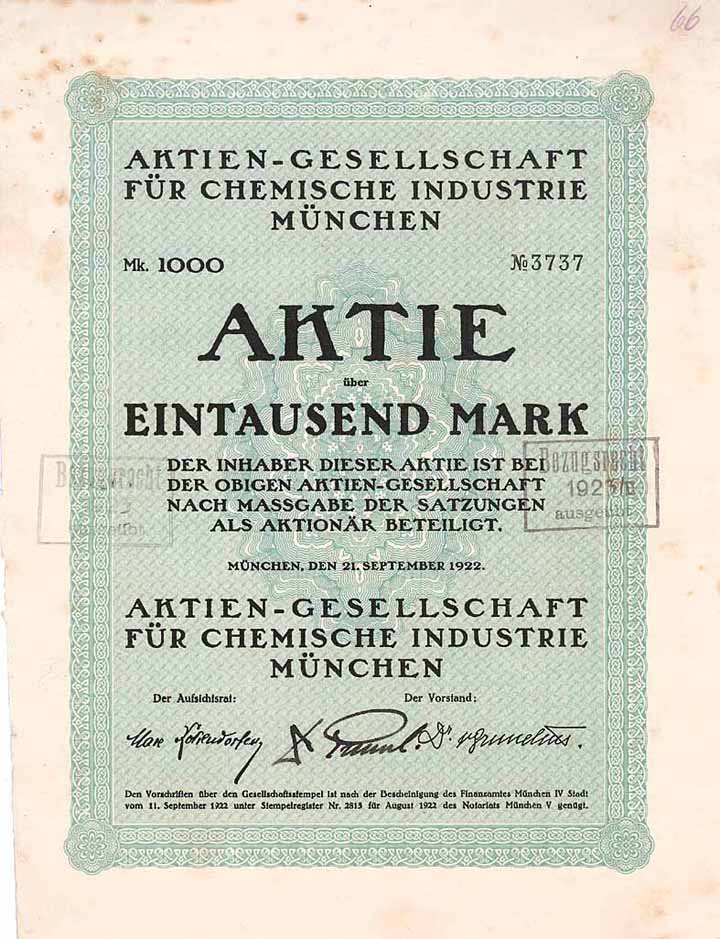 66
AKTIEN-GESELLSCHAFT
FÜR CHEMISCHE INDUSTRIE
MÜNCHEN
Mk. 1000 №3737
AKTIE
über
EINTAUSEND MARK
DER INHABER DIESER AKTIE IST BEI
DER OBIGEN AKTIEN-GESELLSCHAFT
NACH MASSGABE DER SATZUNGEN
ALS AKTIONÄR BETEILIGT.
Bezugsrecht
Bezugsrecht
1923/II
ausgeübt
MÜNCHEN, DEN 21. SEPTEMBER 1922.
AKTIEN-GESELLSCHAFT
FÜR CHEMISCHE INDUSTRIE
MÜNCHEN
Der Aufsichtsrat: Der Vorstand:
Den Vorschriften über den Gesellschaftsstempel ist nach der Bescheinigung des Finanzamtes München IV Stadt
vom 11. September 1922 unter Stempelregister Nr. 2815 für August 1922 des Notariats München V genügt.